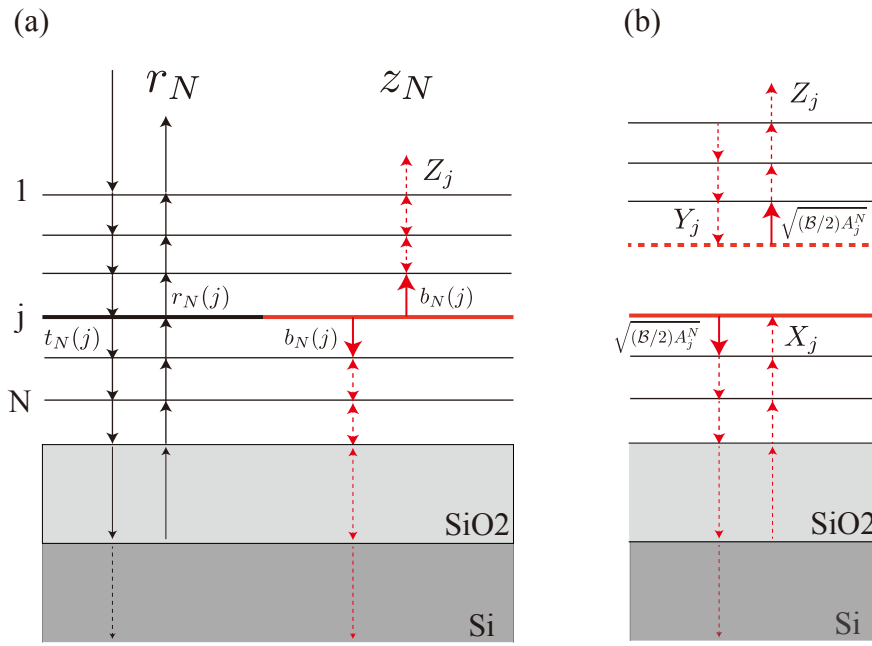 (a)
r_N
z_N
Z_j
1
r_N(j)
b_N(j)
j
t_N(j)
b_N(j)
N
SiO2
Si
(b)
Z_j
Y_j
√(B/2)A_j^N
√(B/2)A_j^N
X_j
SiO2
Si